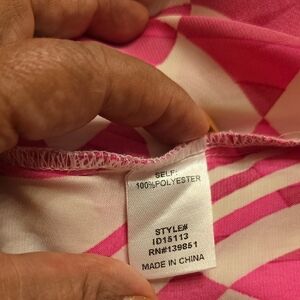 SELF:
100%POLYESTER
STYLE#
ID15113
RN#139851
MADE IN CHINA